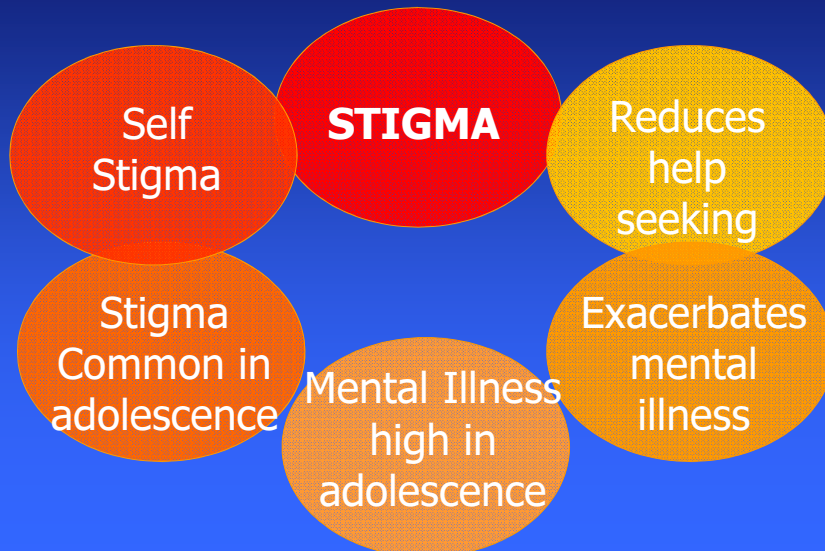 STIGMA
Reduces
help
seeking
Exacerbates
mental
illness
Mental Illness
high in
adolescence
Stigma
Common in
adolescence
Self
Stigma